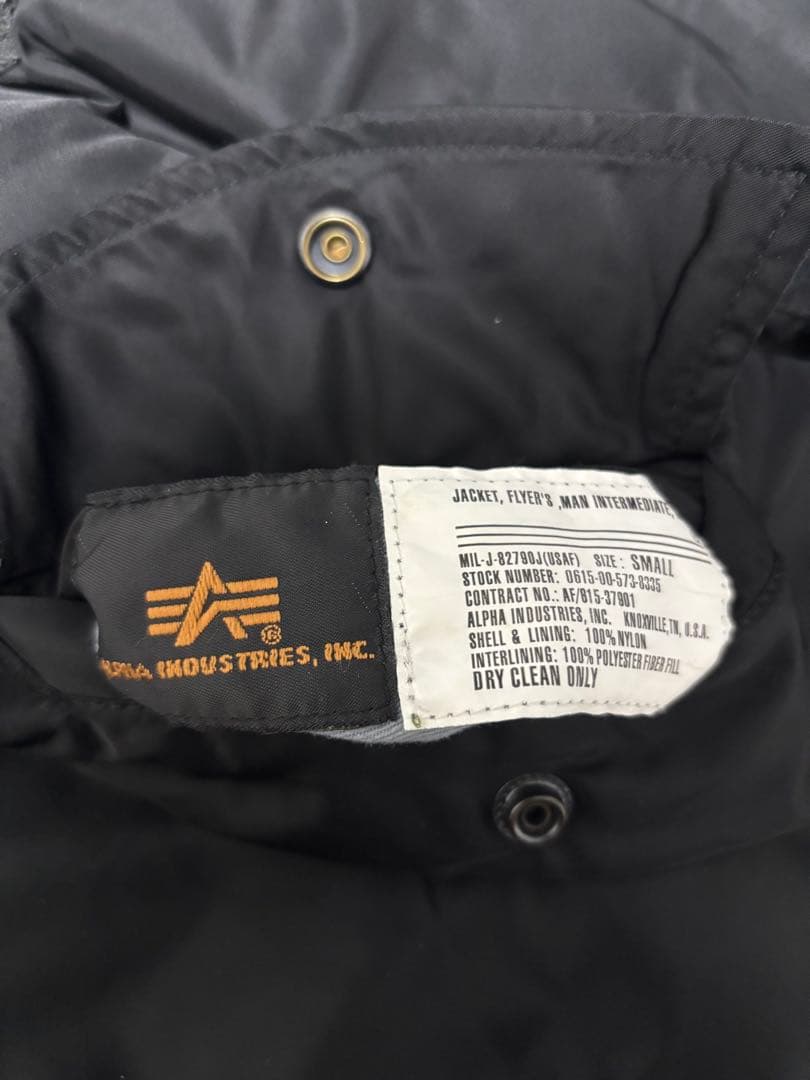 ALPHA INDUSTRIES, INC.
®
JACKET, FLYER'S ,MAN INTERMEDIATE,
MIL-J-82790J(USAF) SIZE : SMALL
STOCK NUMBER: 0615-00-573-8335
CONTRACT NO.: AF/815-37901
ALPHA INDUSTRIES, INC. KNOXVILLE,TN, U.S.A.
SHELL & LINING: 100% NYLON
INTERLINING: 100% POLYESTER FIBER FILL
DRY CLEAN ONLY